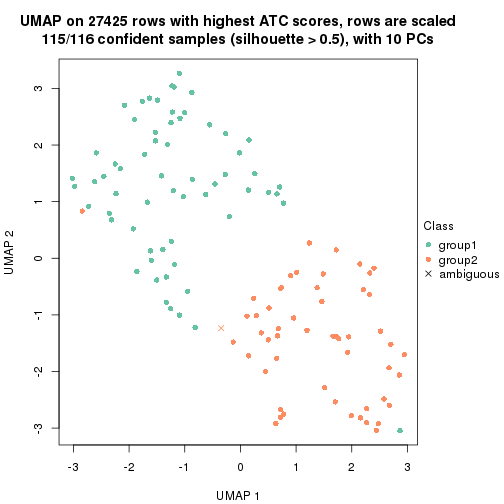 UMAP on 27425 rows with highest ATC scores, rows are scaled
115/116 confident samples (silhouette > 0.5), with 10 PCs
3
2
1
0
-1
-2
-3
UMAP 2
-3
-2
-1
0
1
2
3
UMAP 1
Class
group1
group2
ambiguous